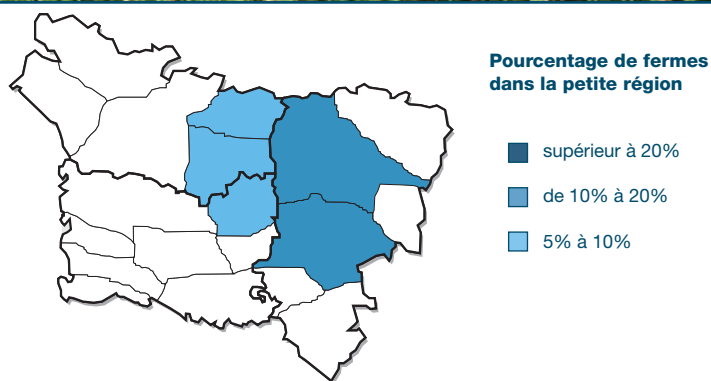 Pourcentage de fermes
dans la petite région
supérieur à 20%
de 10% à 20%
5% à 10%